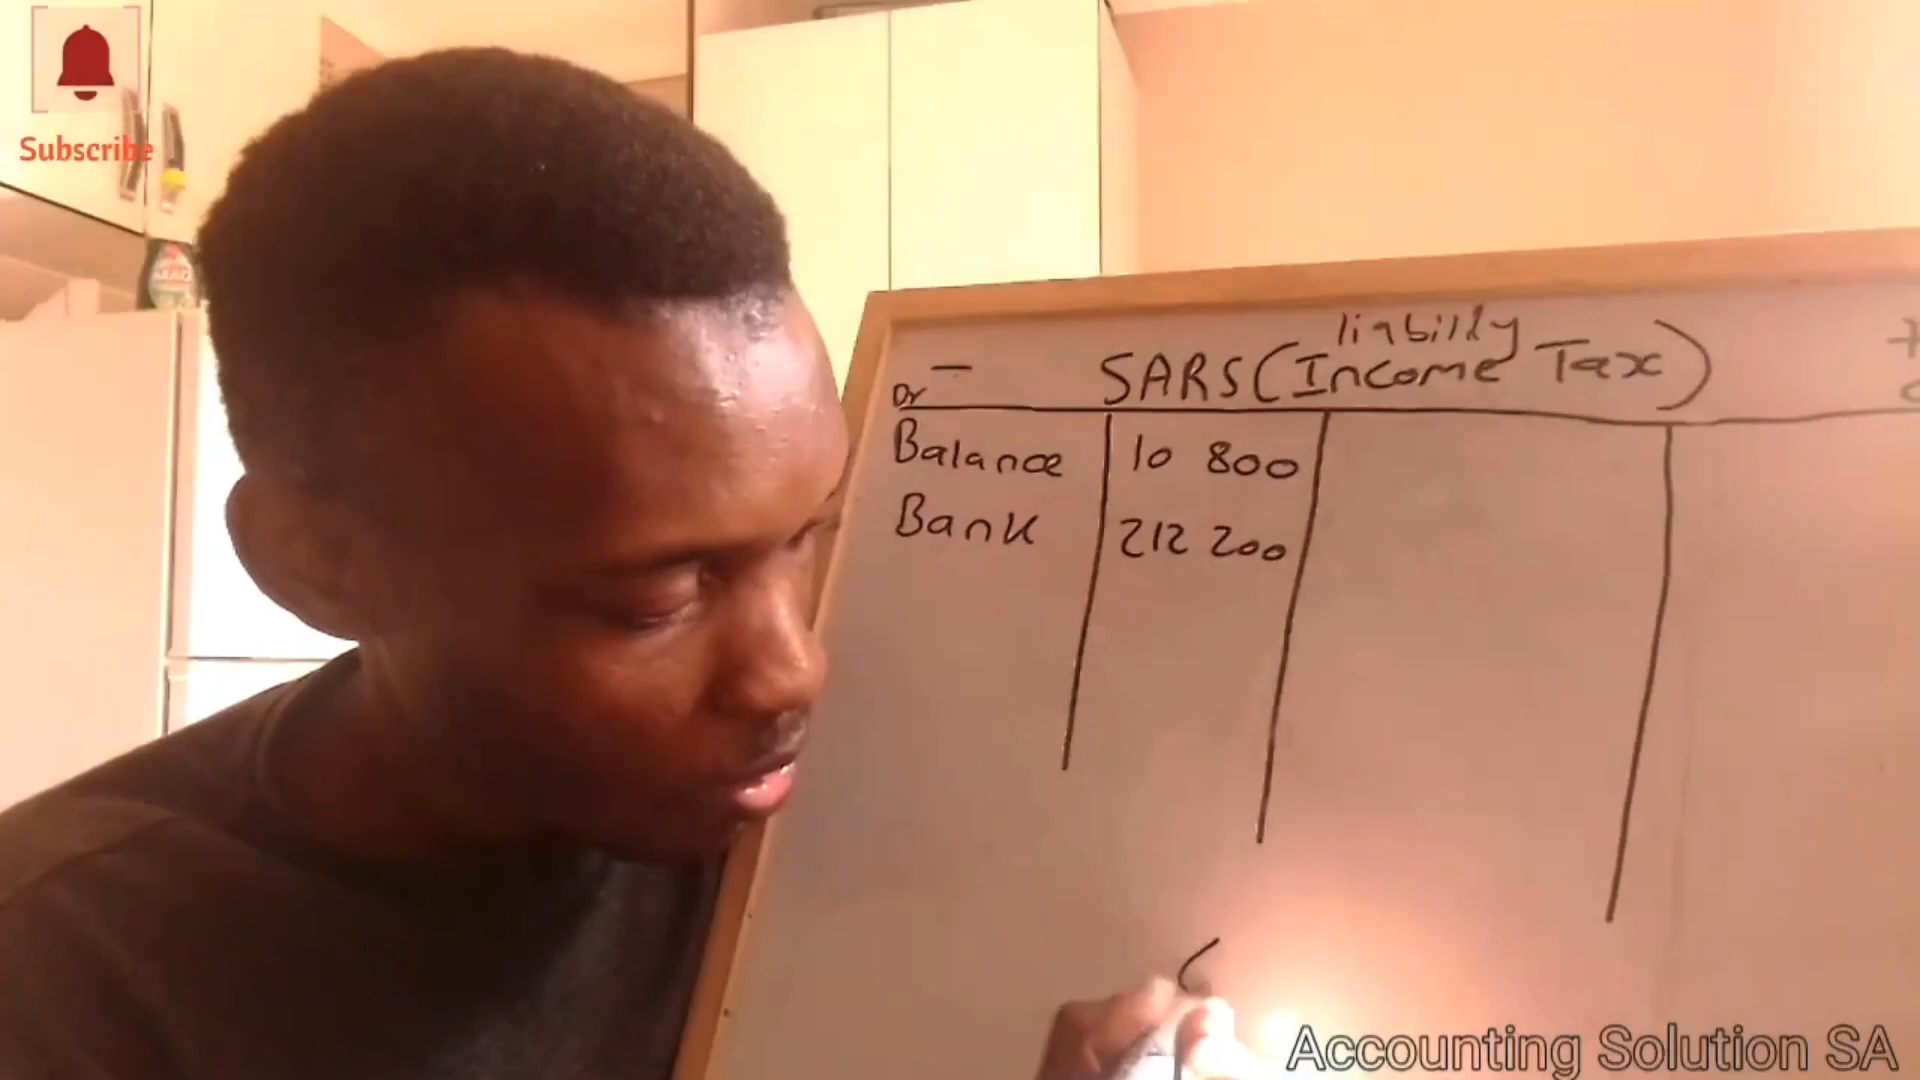 Subscribe
liability
- SARS (Income Tax) +
Dr
Balance 10 800
Bank 212 200
Accounting Solution SA